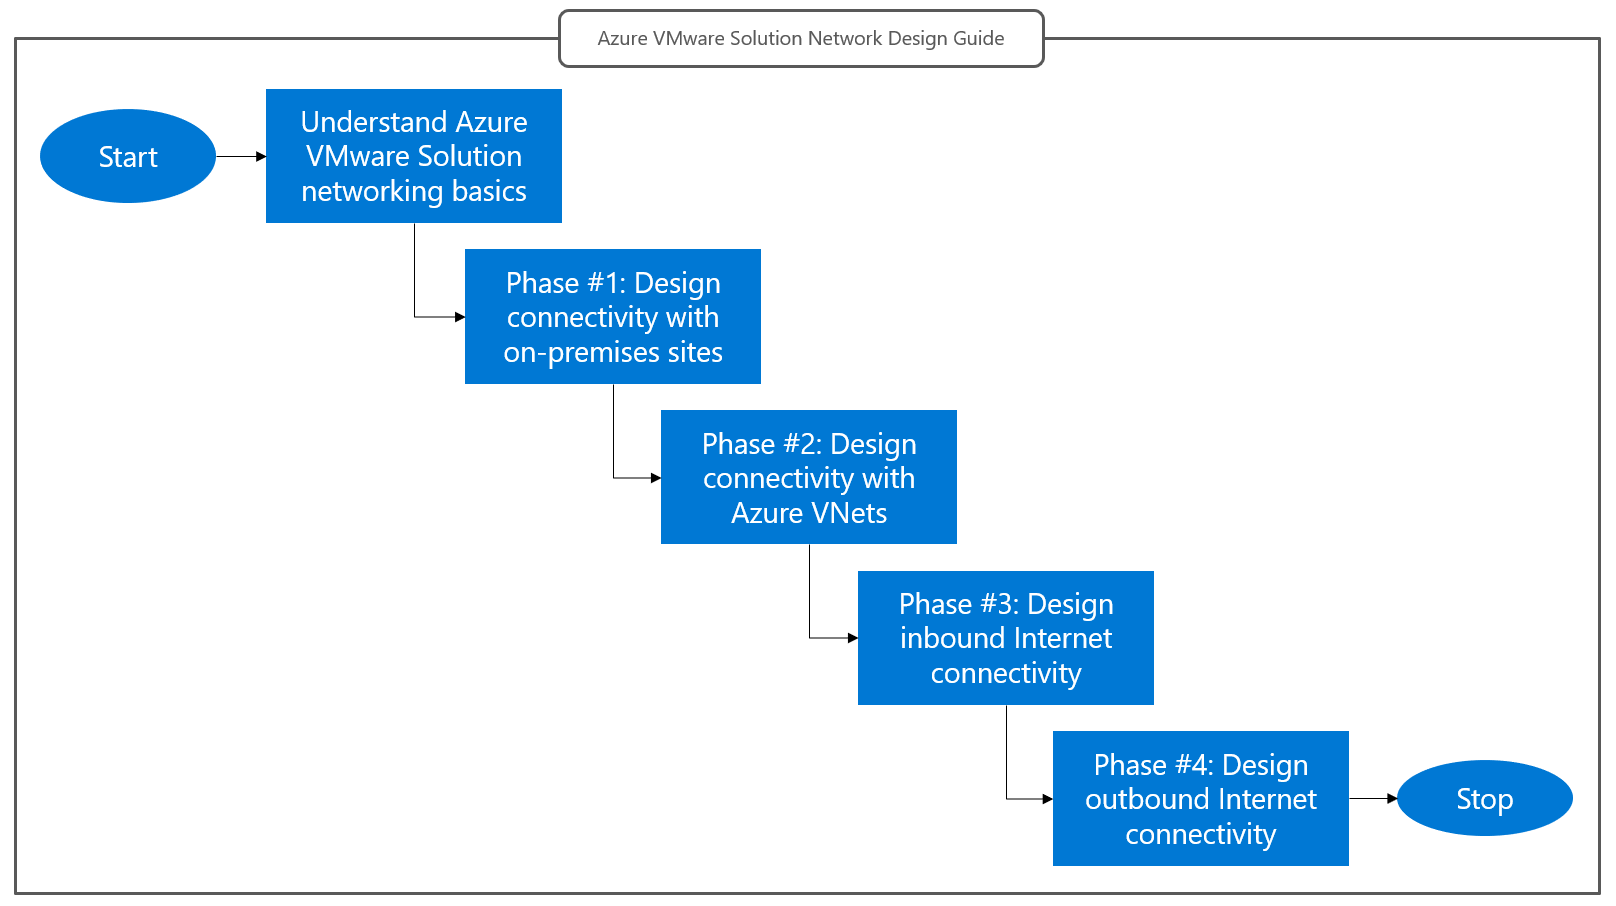 Azure VMware Solution Network Design Guide
Start
Understand Azure
VMware Solution
networking basics
Phase #1: Design
connectivity with
on-premises sites
Phase #2: Design
connectivity with
Azure VNets
Phase #3: Design
inbound Internet
connectivity
Phase #4: Design
outbound Internet
connectivity
Stop